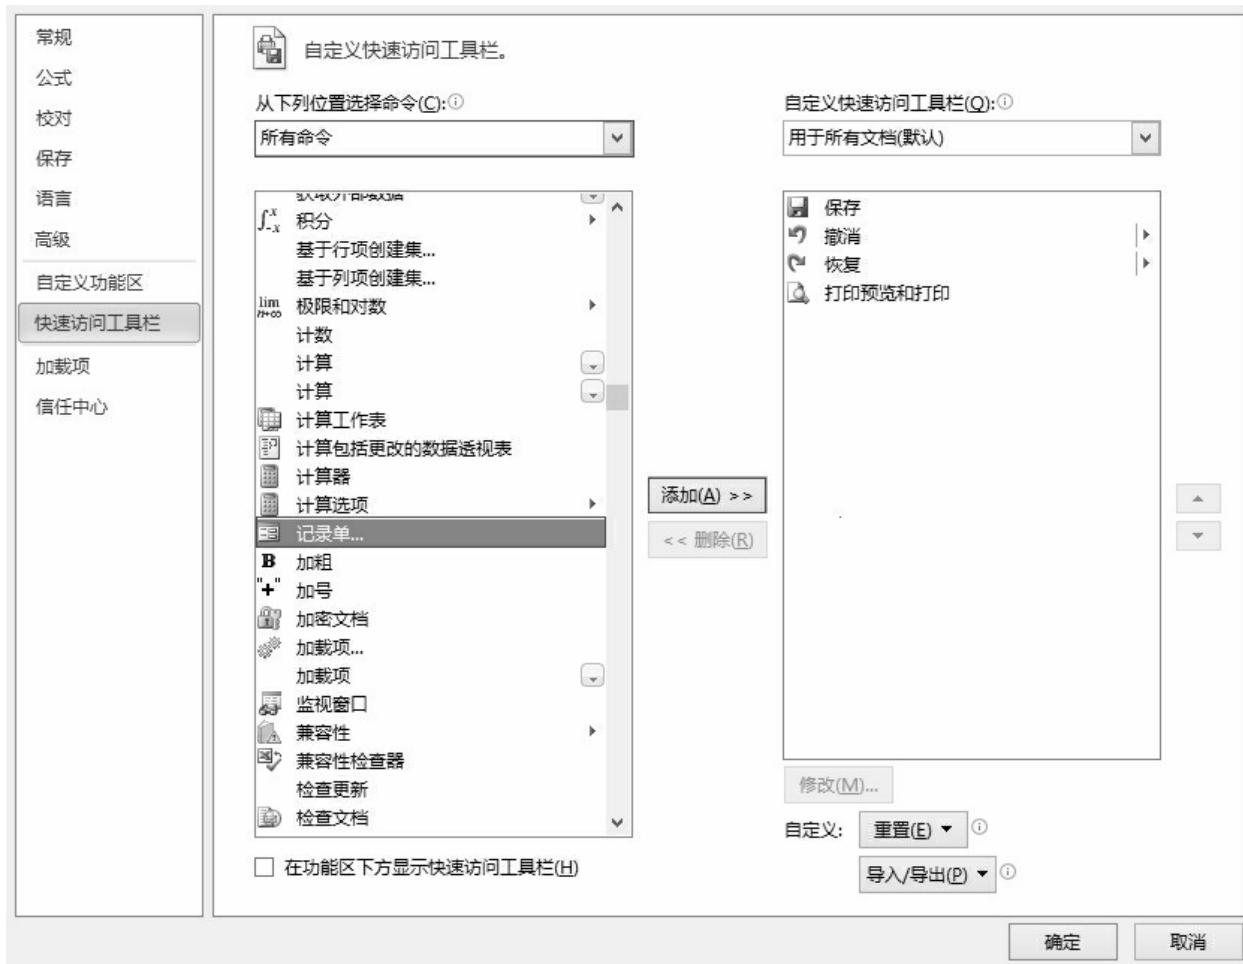 常规
公式
校对
保存
语言
高级
自定义功能区
快速访问工具栏
加载项
信任中心
自定义快速访问工具栏。
从下列位置选择命令(C):
所有命令
获取外部数据
∫-x x 积分
基于行项创建集...
基于列项创建集...
lim n→∞ 极限和对数
计数
计算
计算
计算工作表
计算包括更改的数据透视表
计算器
计算选项
记录单...
B 加粗
"+" 加号
加密文档
加载项...
加载项
监视窗口
兼容性
兼容性检查器
检查更新
检查文档
在功能区下方显示快速访问工具栏(H)
添加(A) >>
<< 删除(R)
自定义快速访问工具栏(Q):
用于所有文档(默认)
保存
撤消
恢复
打印预览和打印
修改(M)...
自定义: 重置(E)
导入/导出(P)
确定 取消